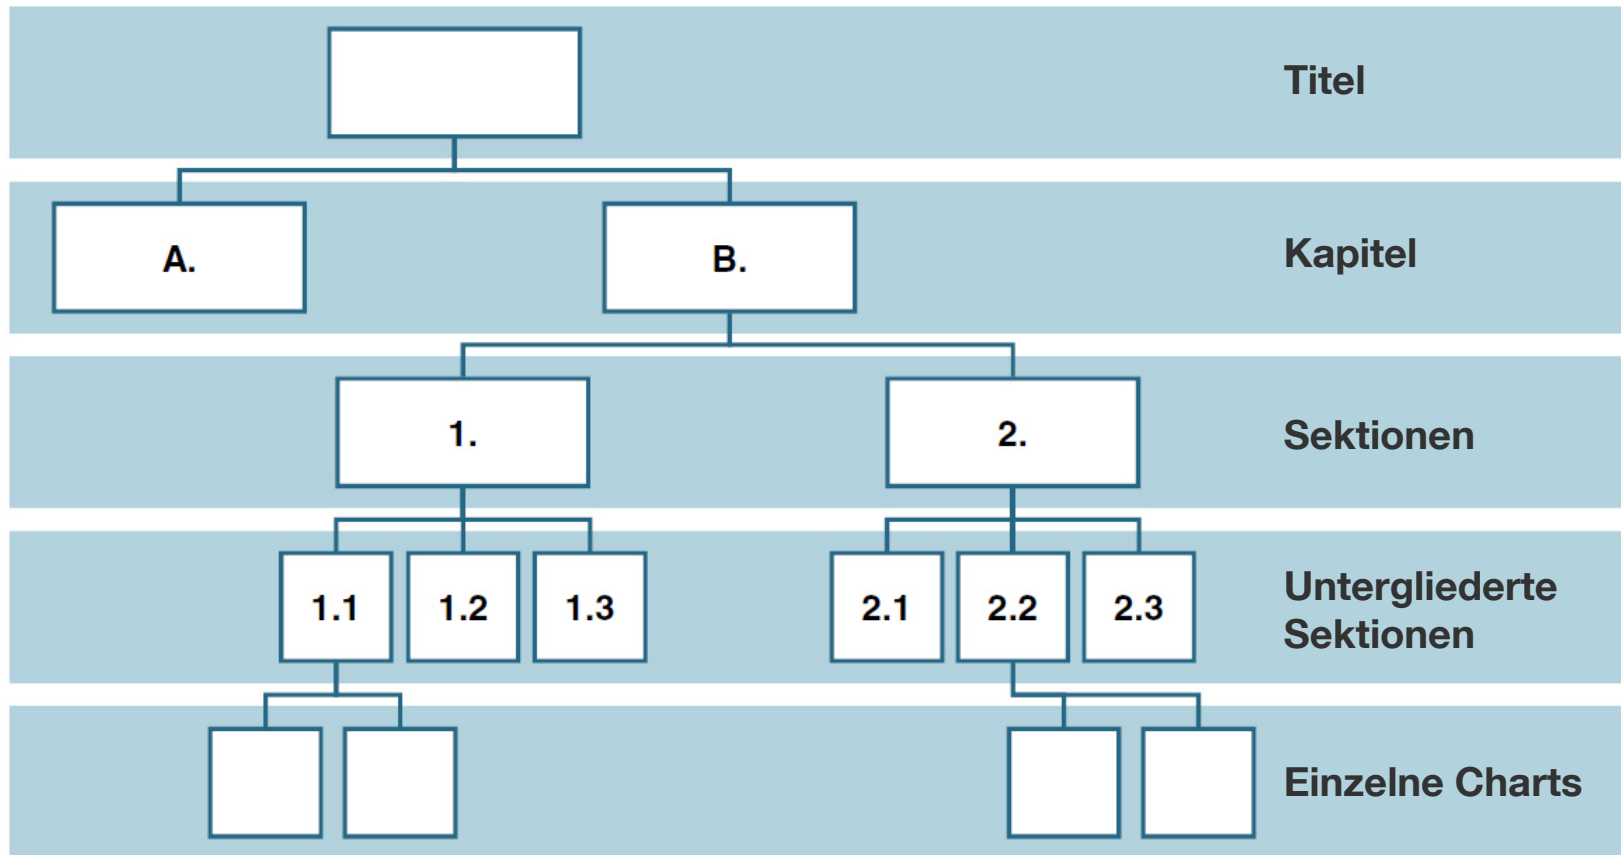 Titel
A.
B.
Kapitel
1.
2.
Sektionen
1.1
1.2
1.3
2.1
2.2
2.3
Untergliederte
Sektionen
Einzelne Charts